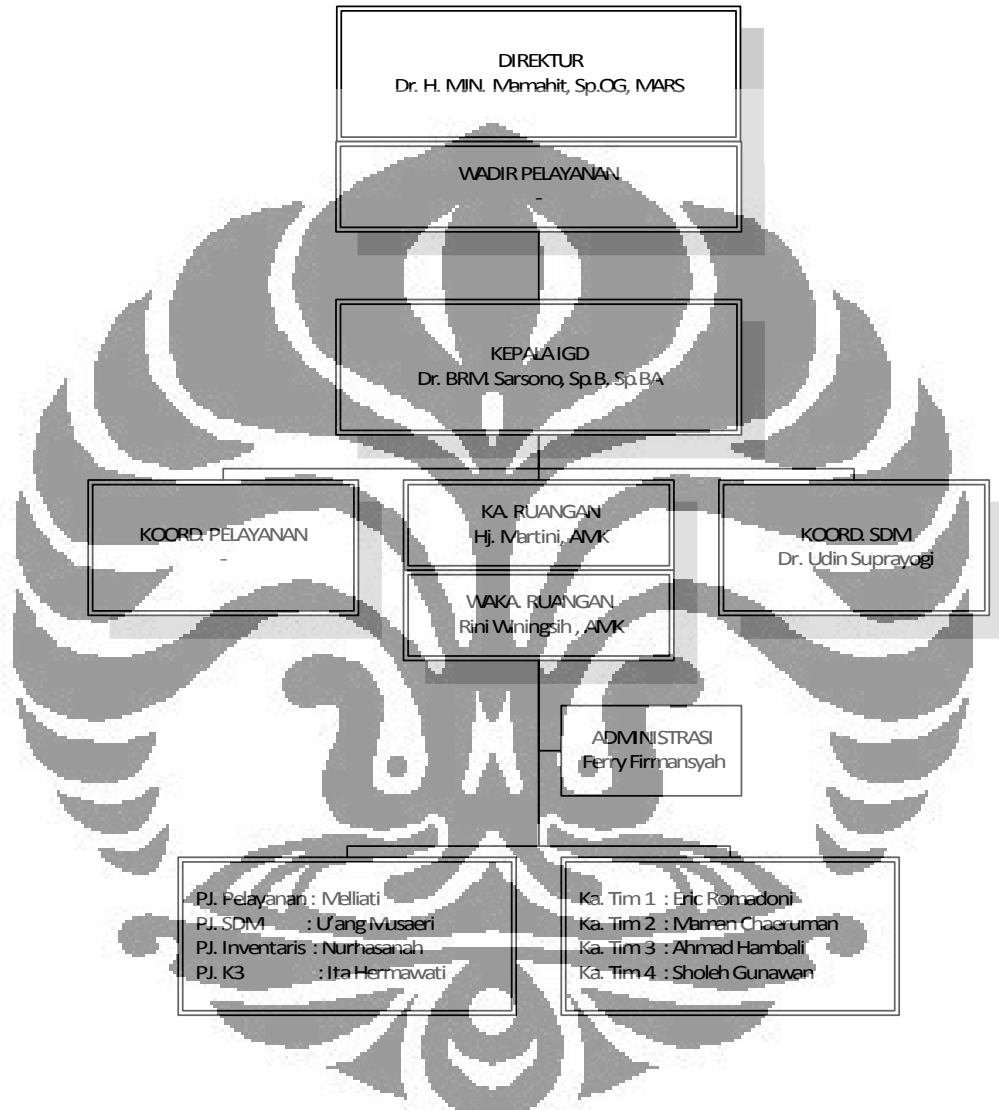 DIREKTUR
Dr. H. MJN. Mamahit, Sp.OG, MARS
WADIR PELAYANAN
-
KEPALA IGD
Dr. BRM. Sarsono, Sp.B, Sp.BA
KOORD. PELAYANAN
-
KA. RUANGAN
Hj. Martini, AMK
WAKA. RUANGAN
Rini Winingsih , AMK
KOORD. SDM
Dr. Udin Suprayogi
ADMINISTRASI
Ferry Firmansyah
PJ. Pelayanan : Melliati
PJ. SDM : U'ang Musaeri
PJ. Inventaris : Nurhasanah
PJ. K3 : Ita Hermawati
Ka. Tim 1 : Eric Romadoni
Ka. Tim 2 : Maman Chaeruman
Ka. Tim 3 : Ahmad Hambali
Ka. Tim 4 : Sholeh Gunawan